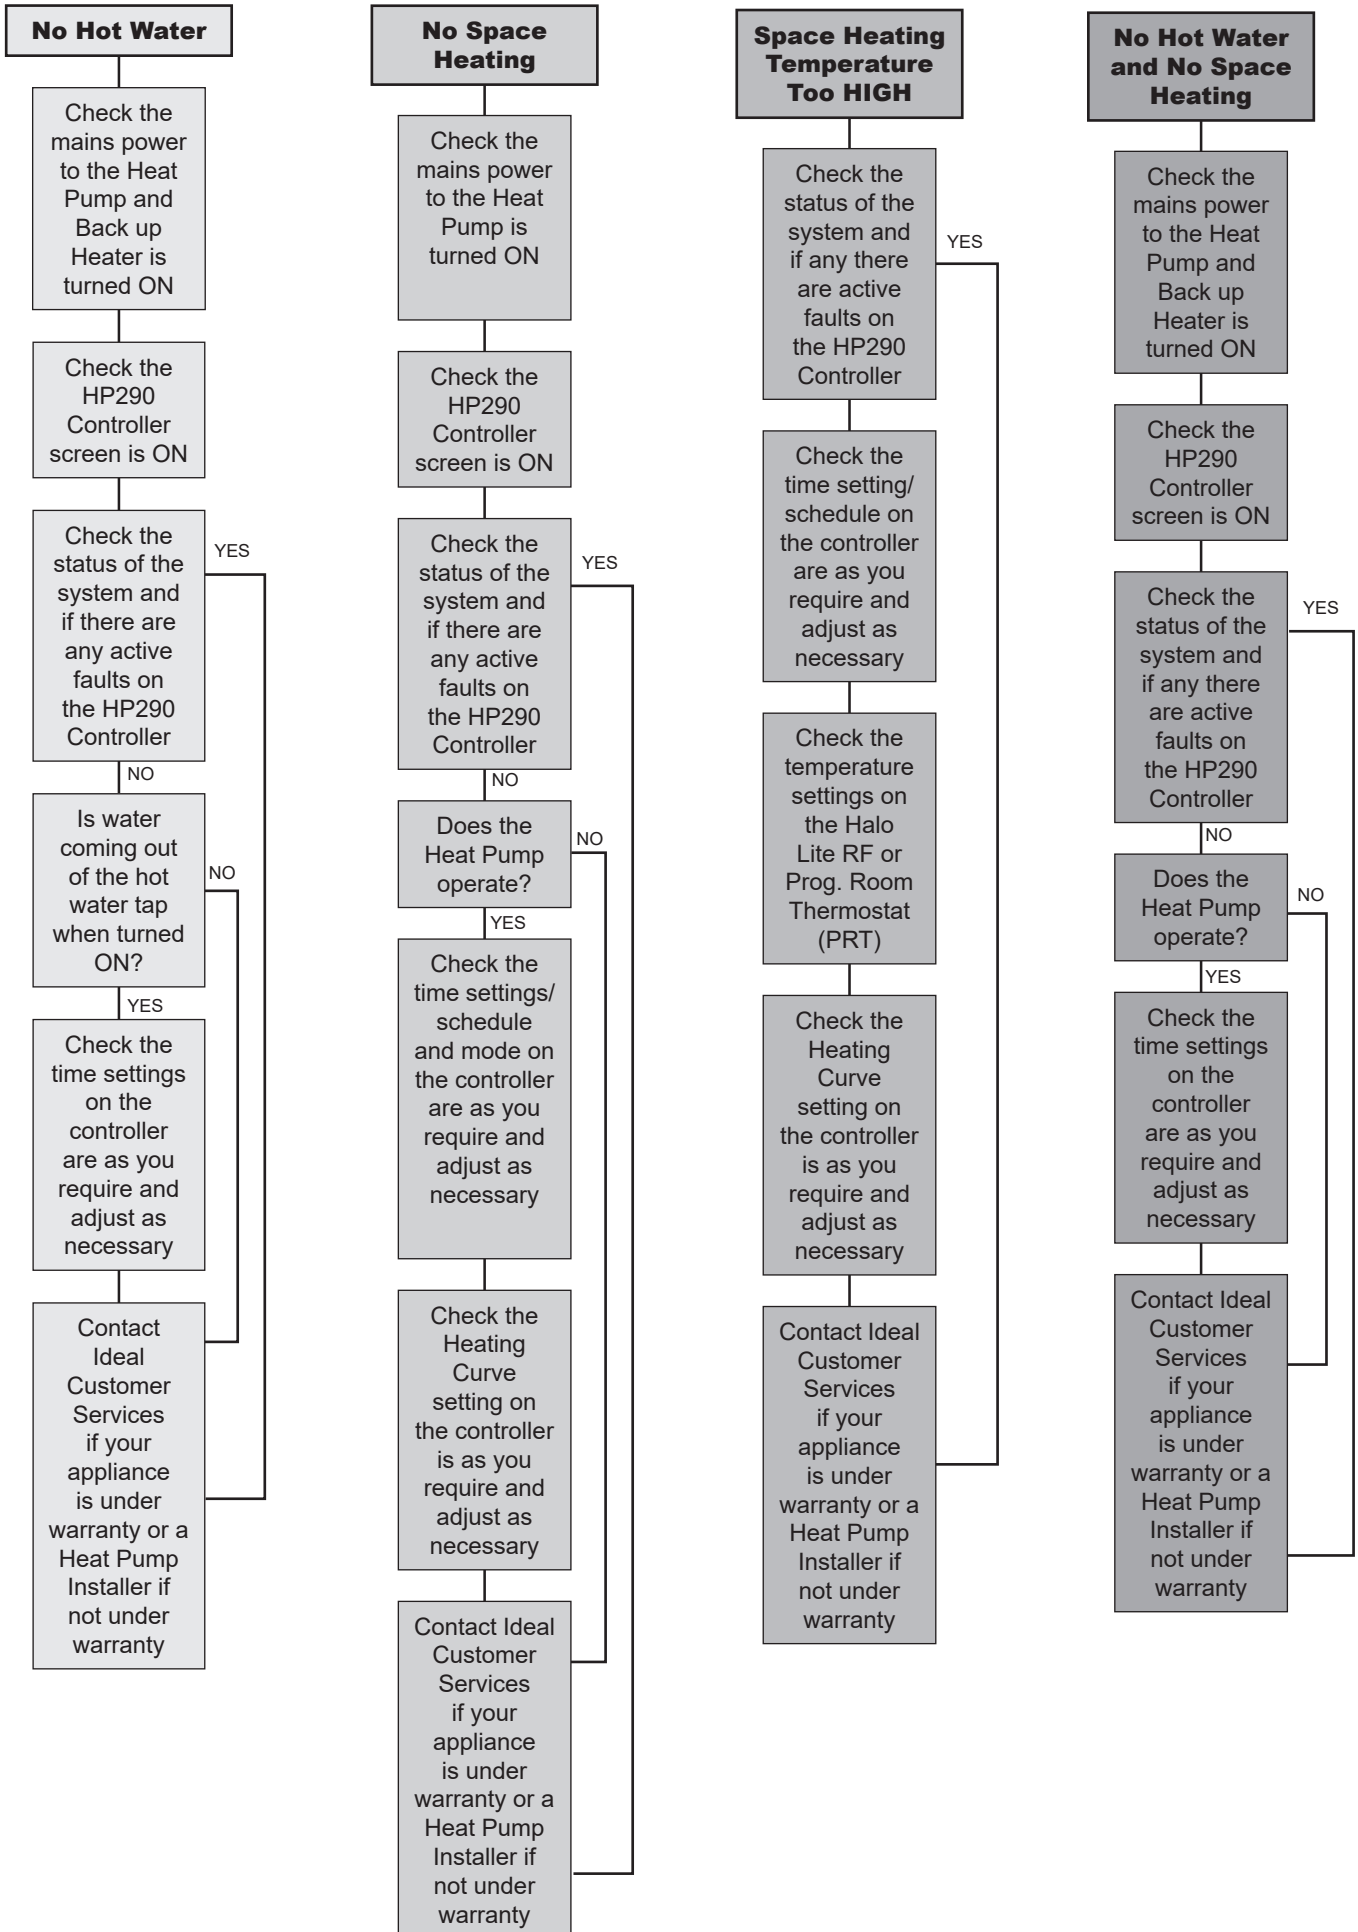 No Hot Water
Check the
mains power
to the Heat
Pump and
Back up
Heater is
turned ON
Check the
HP290
Controller
screen is ON
Check the
status of the
system and
if there are
any active
faults on
the HP290
Controller
YES
NO
Is water
coming out
of the hot
water tap
when turned
ON?
NO
YES
Check the
time settings
on the
controller
are as you
require and
adjust as
necessary
Contact
Ideal
Customer
Services
if your
appliance
is under
warranty or a
Heat Pump
Installer if
not under
warranty
No Space
Heating
Check the
mains power
to the Heat
Pump is
turned ON
Check the
HP290
Controller
screen is ON
Check the
status of the
system and
if there are
any active
faults on
the HP290
Controller
YES
NO
Does the
Heat Pump
operate?
NO
YES
Check the
time settings/
schedule
and mode on
the controller
are as you
require and
adjust as
necessary
Check the
Heating
Curve
setting on
the controller
is as you
require and
adjust as
necessary
Contact Ideal
Customer
Services
if your
appliance
is under
warranty or a
Heat Pump
Installer if
not under
warranty
Space Heating
Temperature
Too HIGH
Check the
status of the
system and
if any there
are active
faults on
the HP290
Controller
YES
Check the
time setting/
schedule on
the controller
are as you
require and
adjust as
necessary
Check the
temperature
settings on
the Halo
Lite RF or
Prog. Room
Thermostat
(PRT)
Check the
Heating
Curve
setting on
the controller
is as you
require and
adjust as
necessary
Contact Ideal
Customer
Services
if your
appliance
is under
warranty or a
Heat Pump
Installer if
not under
warranty
No Hot Water
and No Space
Heating
Check the
mains power
to the Heat
Pump and
Back up
Heater is
turned ON
Check the
HP290
Controller
screen is ON
Check the
status of the
system and
if any there
are active
faults on
the HP290
Controller
YES
NO
Does the
Heat Pump
operate?
NO
YES
Check the
time settings
on the
controller
are as you
require and
adjust as
necessary
Contact Ideal
Customer
Services
if your
appliance
is under
warranty or a
Heat Pump
Installer if
not under
warranty